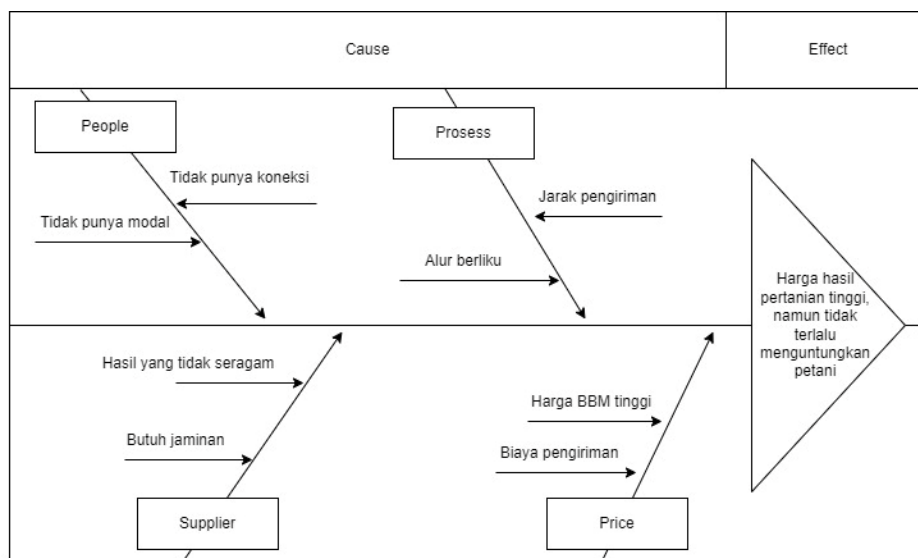 Cause
Effect
People
Prosess
Tidak punya koneksi
Jarak pengiriman
Tidak punya modal
Alur berliku
Harga hasil
pertanian tinggi,
namun tidak
terlalu
menguntungkan
petani
Hasil yang tidak seragam
Harga BBM tinggi
Butuh jaminan
Biaya pengiriman
Supplier
Price